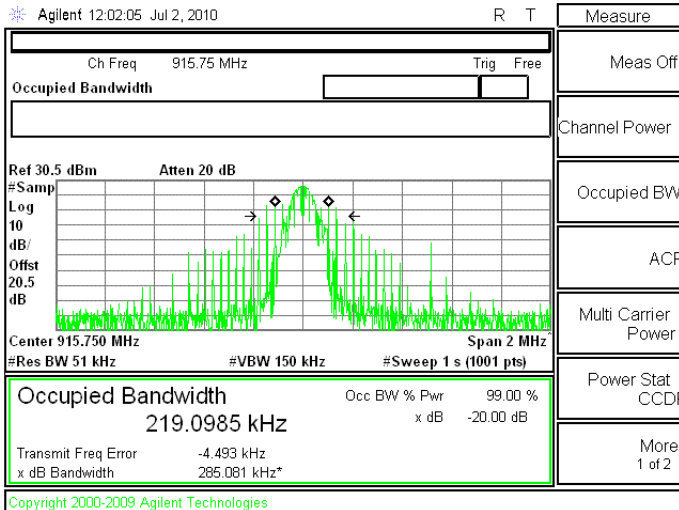 Agilent 12:02:05 Jul 2, 2010 R T
Measure
Ch Freq 915.75 MHz Trig Free
Occupied Bandwidth
Meas Off
Channel Power
Occupied BW
ACP
Multi Carrier
Power
Power Stat
CCDF
More
1 of 2
Ref 30.5 dBm Atten 20 dB
#Samp
Log
10
dB/
Offst
20.5
dB
Center 915.750 MHz Span 2 MHz
#Res BW 51 kHz #VBW 150 kHz #Sweep 1 s (1001 pts)
Occupied Bandwidth Occ BW % Pwr 99.00 %
219.0985 kHz x dB -20.00 dB
Transmit Freq Error -4.493 kHz
x dB Bandwidth 285.081 kHz*
Copyright 2000-2009 Agilent Technologies